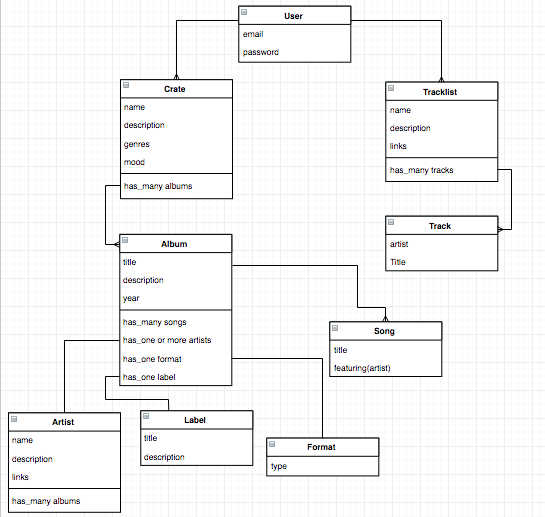 User
email
password
Crate
name
description
genres
mood
has_many albums
Tracklist
name
description
links
has_many tracks
Track
artist
Title
Album
title
description
year
has_many songs
has_one or more artists
has_one format
has_one label
Song
title
featuring(artist)
Artist
name
description
links
has_many albums
Label
title
description
Format
type